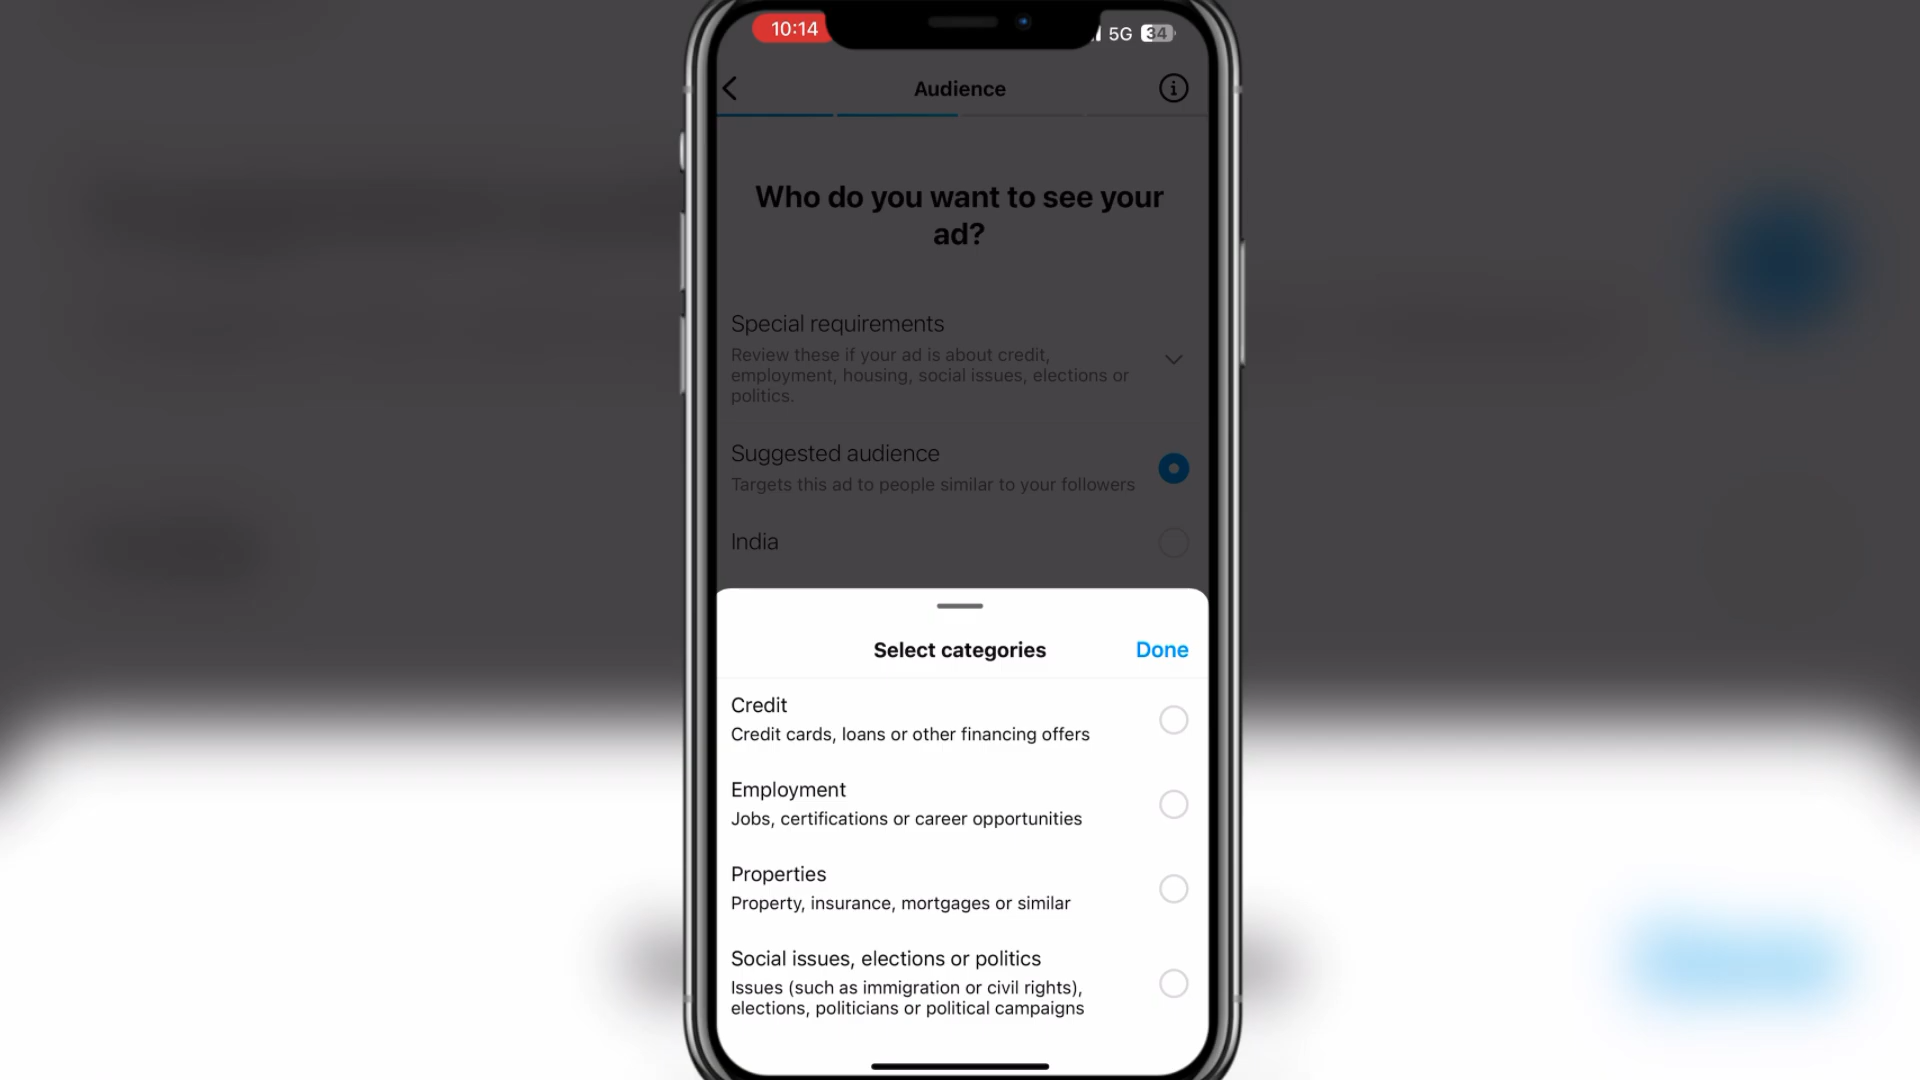 10:14
5G
34
Audience
Who do you want to see your
ad?
Special requirements
Review these if your ad is about credit,
employment, housing, social issues, elections or
politics.
Suggested audience
Targets this ad to people similar to your followers
India
Select categories
Done
Credit
Credit cards, loans or other financing offers
Employment
Jobs, certifications or career opportunities
Properties
Property, insurance, mortgages or similar
Social issues, elections or politics
Issues (such as immigration or civil rights),
elections, politicians or political campaigns